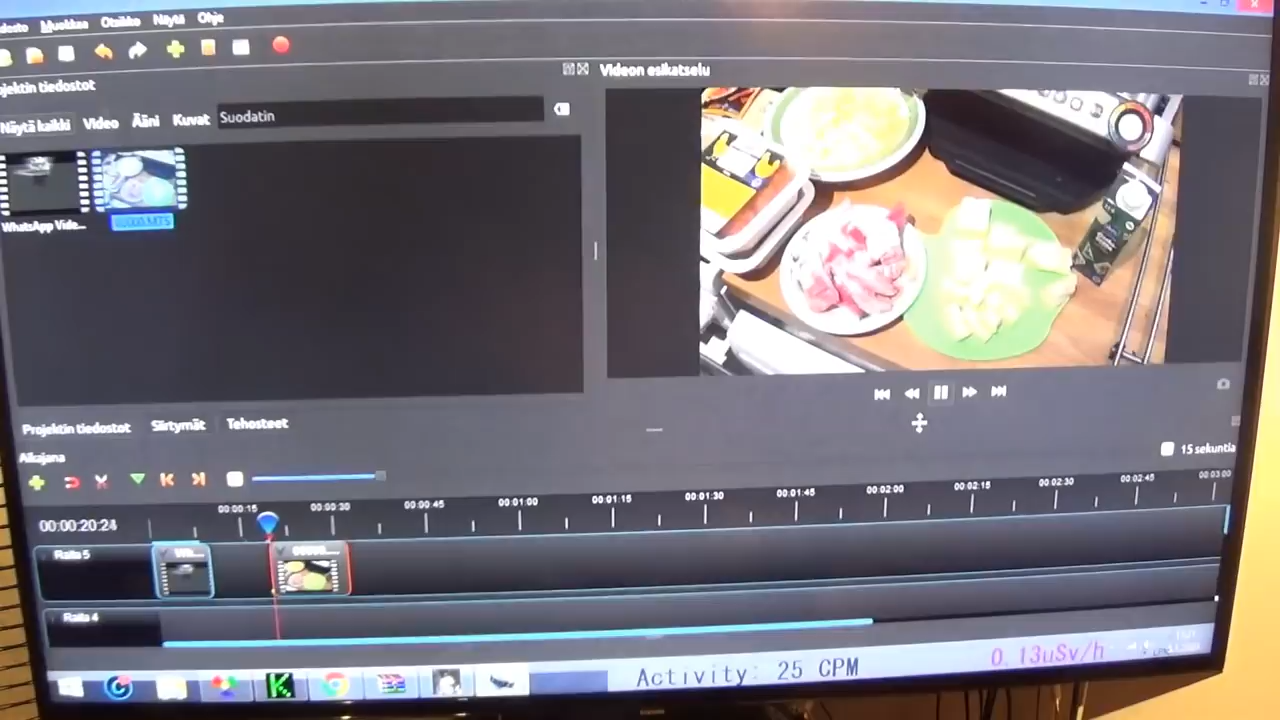 Muokkaa Otsikko Näytä Ohje
Projektin tiedostot
Näytä kaikki Video Ääni Kuvat Suodatin
WhatsApp Vide...
00000.MTS
Videon esikatselu
Projektin tiedostot Siirtymät Tehosteet
Aikajana
15 sekuntia
00:00:20:24
00:00:15 00:00:30 00:00:45 00:01:00 00:01:15 00:01:30 00:01:45 00:02:00 00:02:15 00:02:30 00:02:45 00:03:00
Raita 5
Raita 4
Activity: 25 CPM
0.13uSv/h